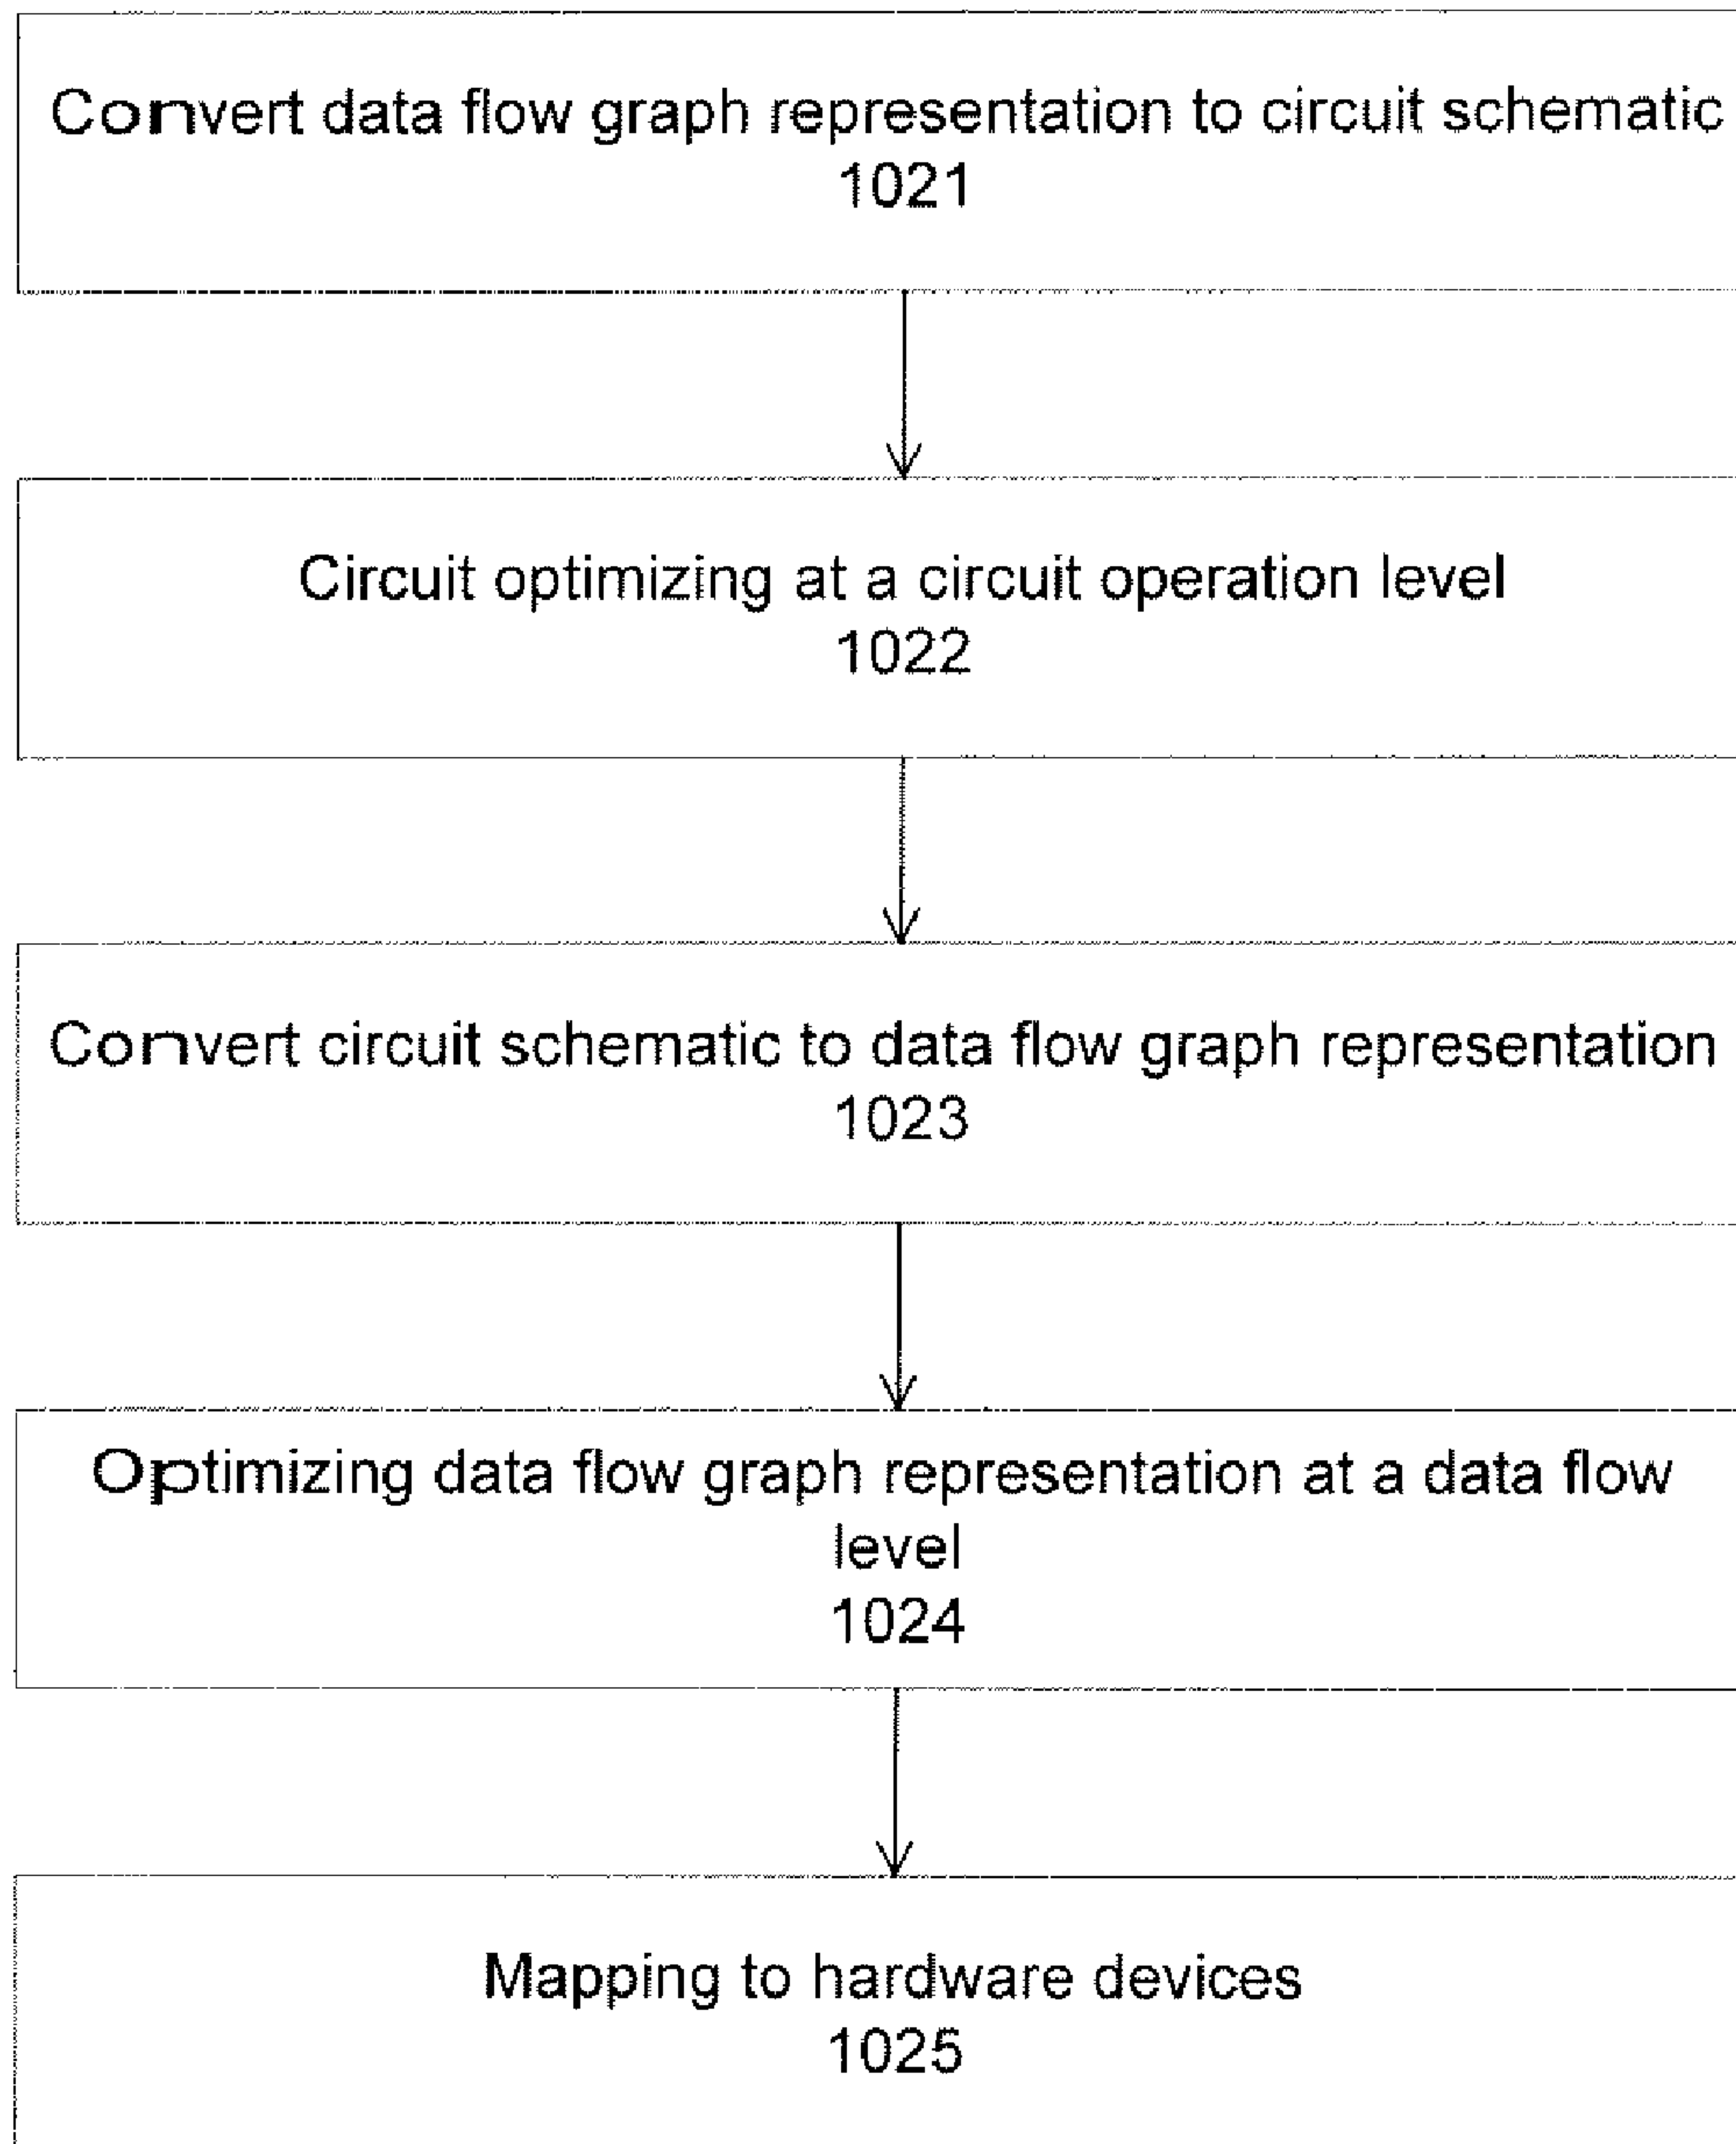 Convert data flow graph representation to circuit schematic
1021
Circuit optimizing at a circuit operation level
1022
Convert circuit schematic to data flow graph representation
1023
Optimizing data flow graph representation at a data flow
level
1024
Mapping to hardware devices
1025